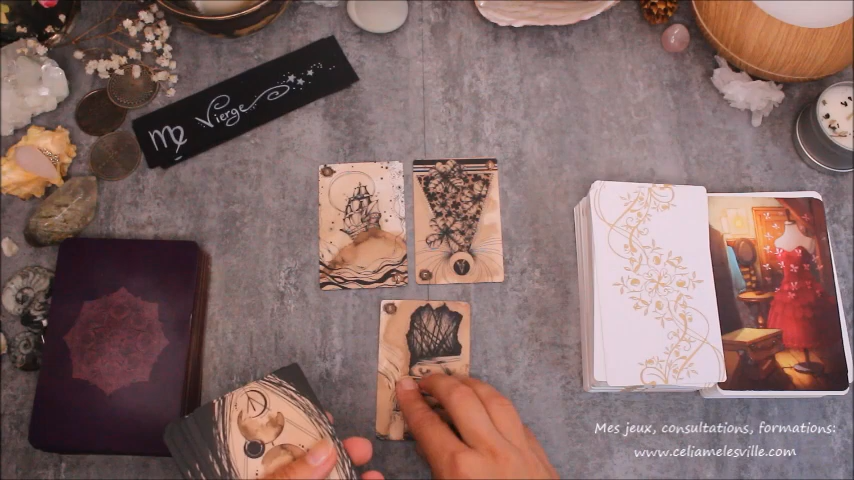 ♍ Vierge
Mes jeux, consultations, formations:
www.celiamelesville.com